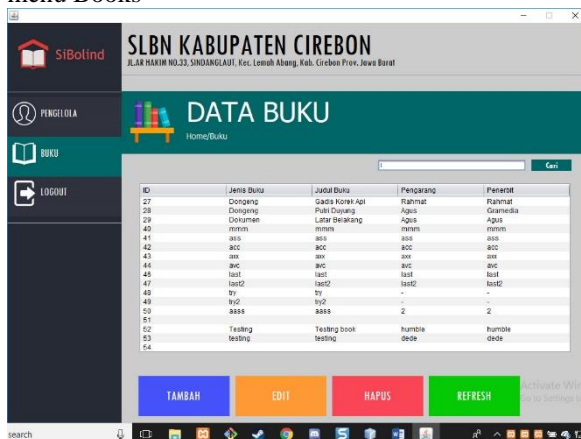 menu Books
SiBolind
SLBN KABUPATEN CIREBON
JL.AR HAKIM NO.33, SINDANGLAUT, Kec. Lemah Abang, Kab. Cirebon Prov. Jawa Barat
PENGELOLA
BUKU
LOGOUT
DATA BUKU
Home/Buku
Cari
ID Jenis Buku Judul Buku Pengarang Penerbit
27 Dongeng Gadis Korek Api Rahmat Rahmat
28 Dongeng Putri Duyung Agus Gramedia
29 Dokumen Latar Belakang Agus Agus
40 mmm mmm mmm mmm
41 ass ass ass ass
42 acc acc acc acc
43 axx axx axx axx
44 avc avc avc avc
45 last last last last
47 last2 last2 last2 last2
48 try try - -
49 try2 try2 - -
50 aass aass 2 2
51
52 Testing Testing book humble humble
53 testing testing dede dede
54
TAMBAH EDIT HAPUS REFRESH
Activate Win
Go to Settings
search